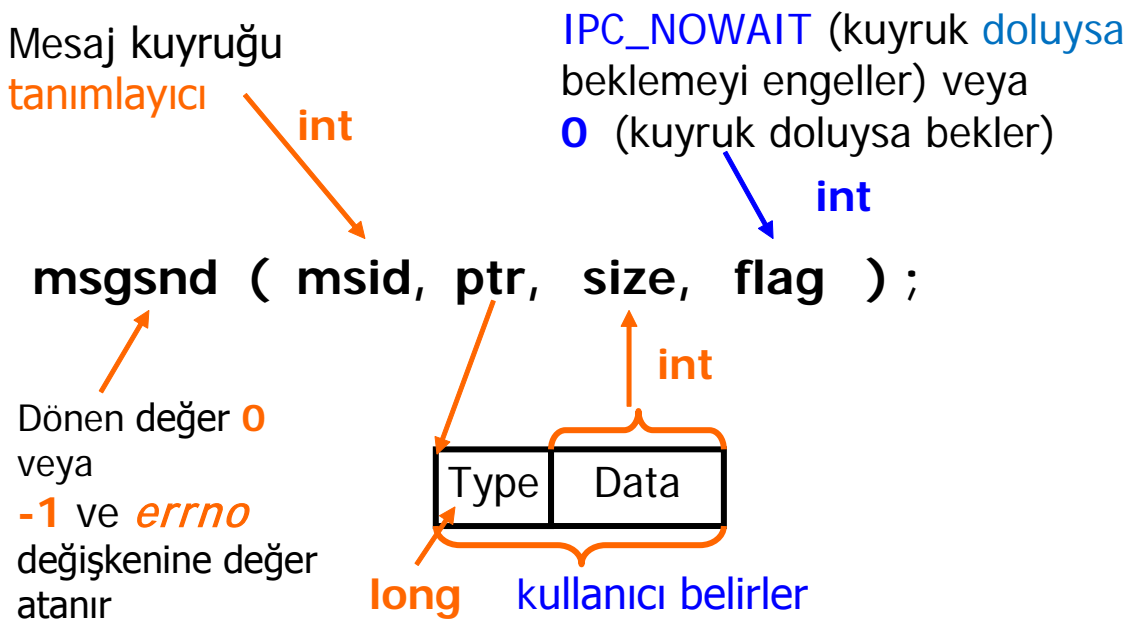 Mesaj kuyruğu
tanımlayıcı
int
IPC_NOWAIT (kuyruk doluysa
beklemeyi engeller) veya
0 (kuyruk doluysa bekler)
int
msgsnd ( msid, ptr, size, flag ) ;
int
Dönen değer 0
veya
-1 ve errno
değişkenine değer
atanır
Type Data
long kullanıcı belirler